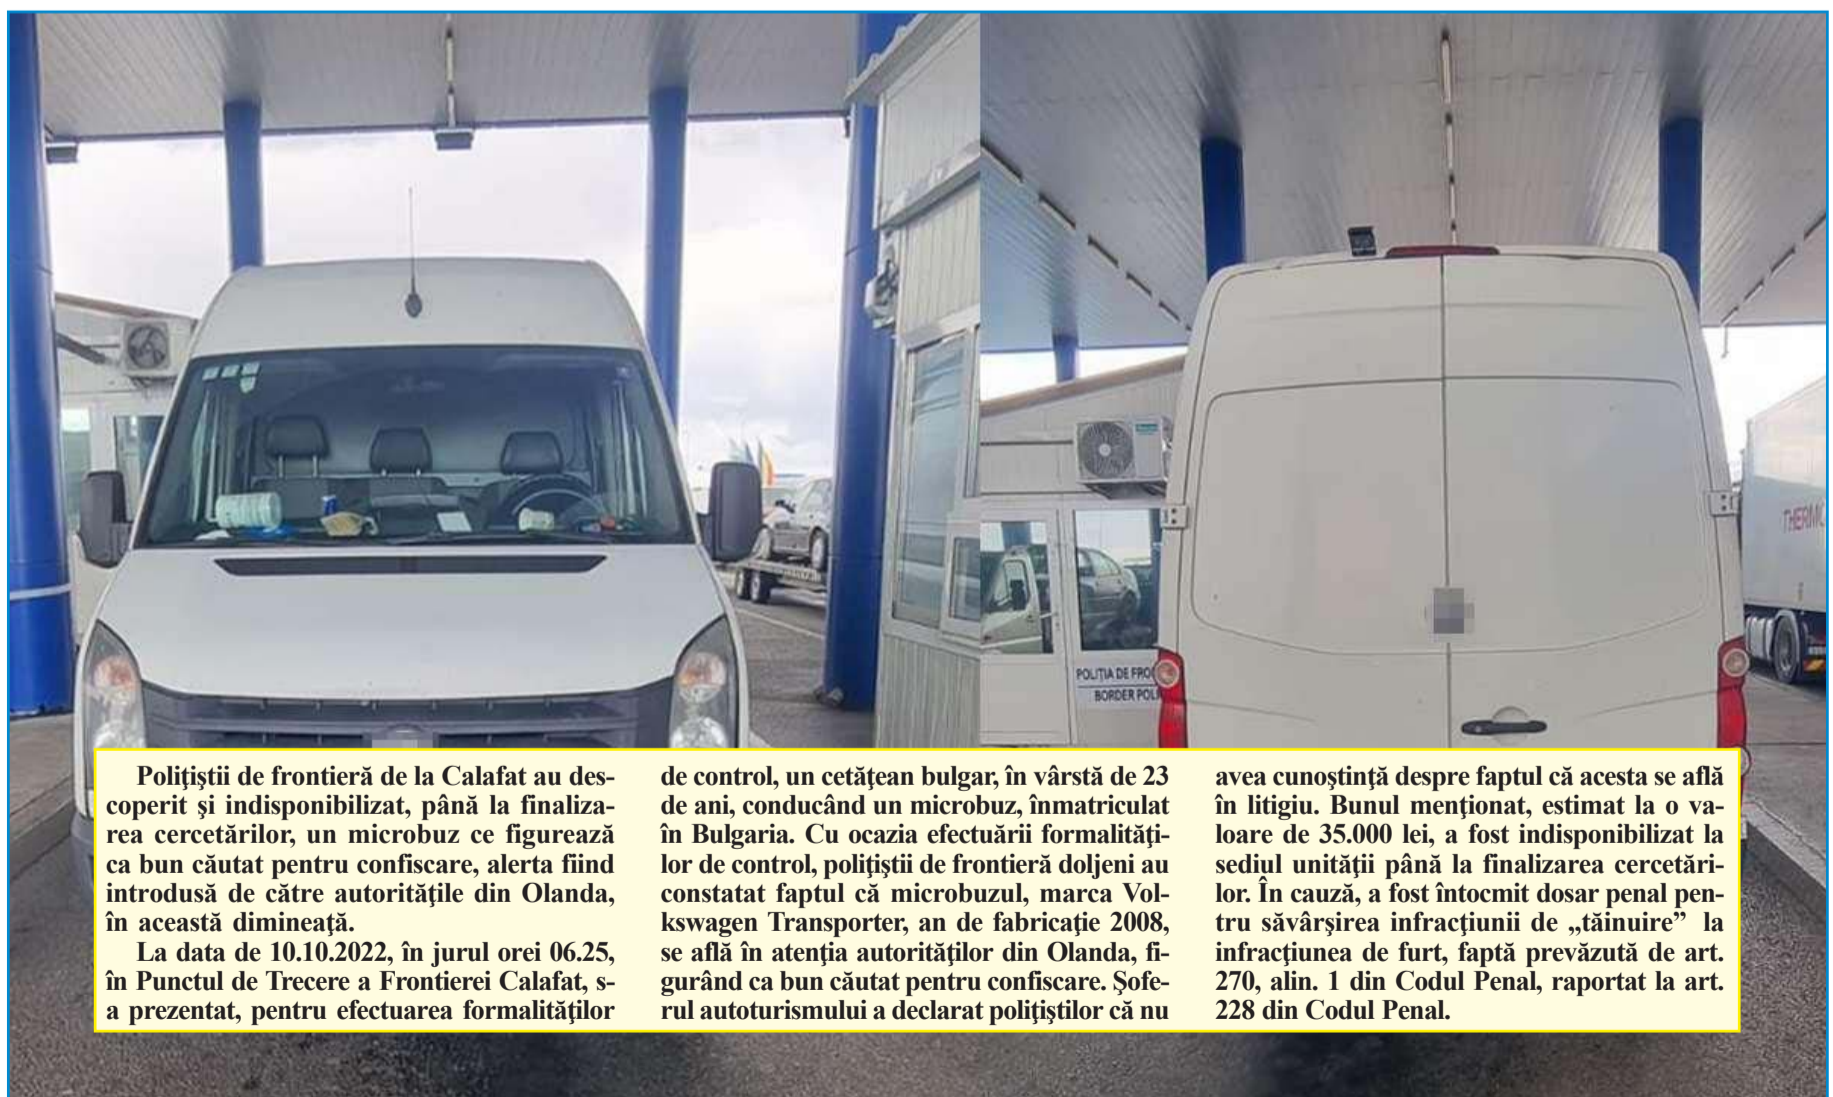 THERMO
POLIȚIA DE FRO
BORDER POLI
Poliţiştii de frontieră de la Calafat au des-
coperit şi indisponibilizat, până la finaliza-
rea cercetărilor, un microbuz ce figurează
ca bun căutat pentru confiscare, alerta fiind
introdusă de către autorităţile din Olanda,
în această dimineaţă.
La data de 10.10.2022, în jurul orei 06.25,
în Punctul de Trecere a Frontierei Calafat, s-
a prezentat, pentru efectuarea formalităţilor
de control, un cetăţean bulgar, în vârstă de 23
de ani, conducând un microbuz, înmatriculat
în Bulgaria. Cu ocazia efectuării formalităţi-
lor de control, poliţiştii de frontieră doljeni au
constatat faptul că microbuzul, marca Vol-
kswagen Transporter, an de fabricaţie 2008,
se află în atenţia autorităţilor din Olanda, fi-
gurând ca bun căutat pentru confiscare. Şofe-
rul autoturismului a declarat poliţiştilor că nu
avea cunoştinţă despre faptul că acesta se află
în litigiu. Bunul menţionat, estimat la o va-
loare de 35.000 lei, a fost indisponibilizat la
sediul unităţii până la finalizarea cercetări-
lor. În cauză, a fost întocmit dosar penal pen-
tru săvârşirea infracţiunii de „tăinuire” la
infracţiunea de furt, faptă prevăzută de art.
270, alin. 1 din Codul Penal, raportat la art.
228 din Codul Penal.